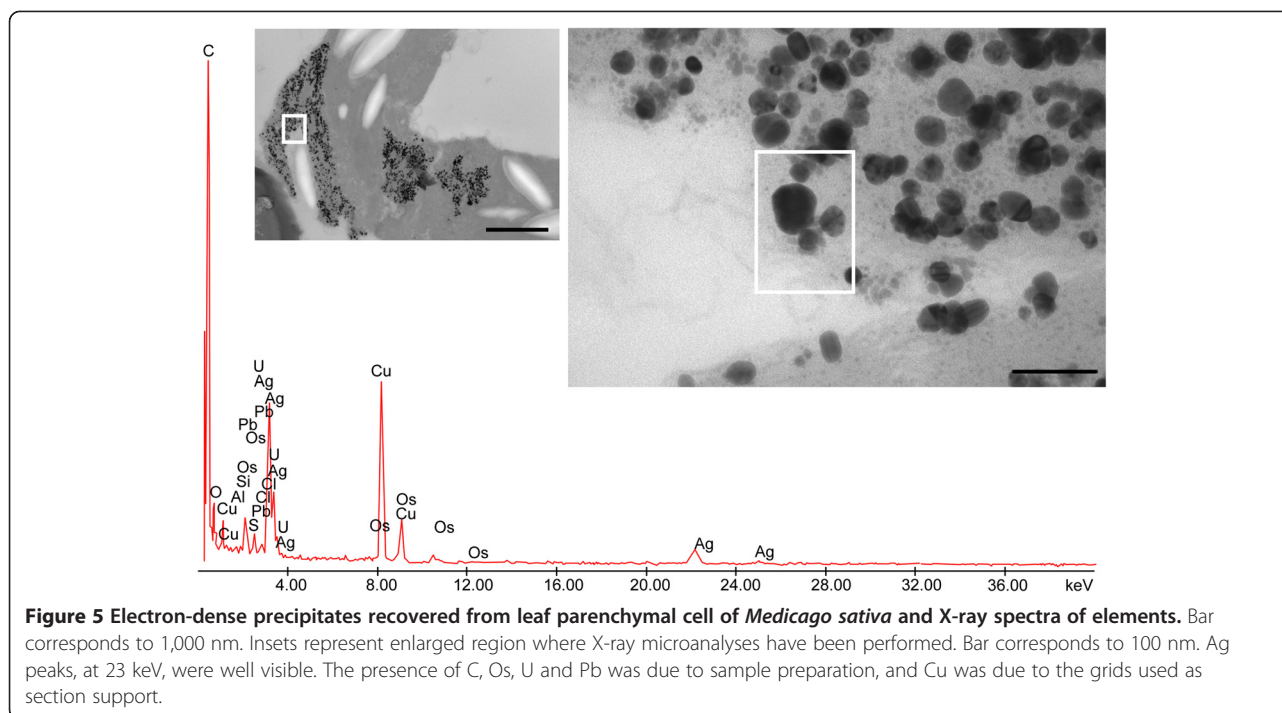 C
U
Ag
Ag
Pb
Pb
Os
Cu
U
Os
Ag
Si
Cl
Al
Cl
O
Cu
Pb
Os
Cu
S
U
Os
Os
Cu
Ag
Os
Ag
Ag
4.00 8.00 12.00 16.00 20.00 24.00 28.00 32.00 36.00 keV
Figure 5 Electron-dense precipitates recovered from leaf parenchymal cell of Medicago sativa and X-ray spectra of elements. Bar
corresponds to 1,000 nm. Insets represent enlarged region where X-ray microanalyses have been performed. Bar corresponds to 100 nm. Ag
peaks, at 23 keV, were well visible. The presence of C, Os, U and Pb was due to sample preparation, and Cu was due to the grids used as
section support.